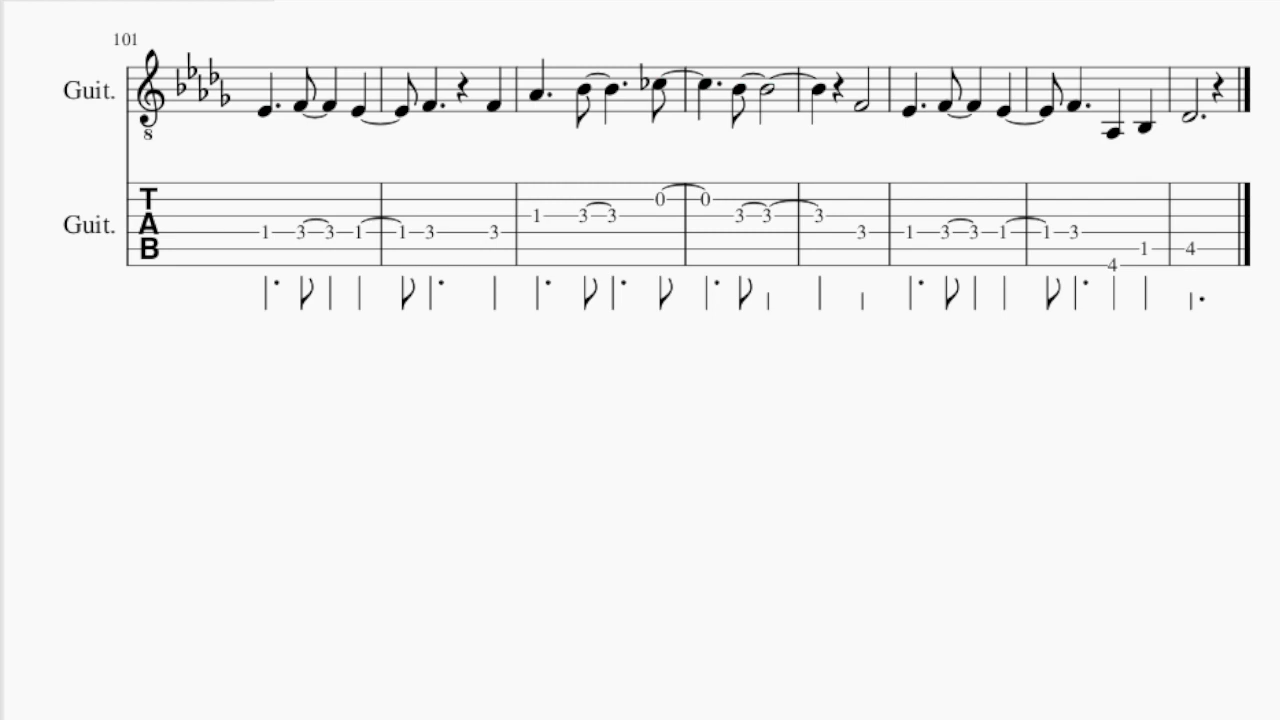 101
Guit.
8
T
Guit. A
B
0 0
1 3 3 3 3 3
1 3 3 1 1 3 3 3 1 3 3 1 1 3
1 4
4